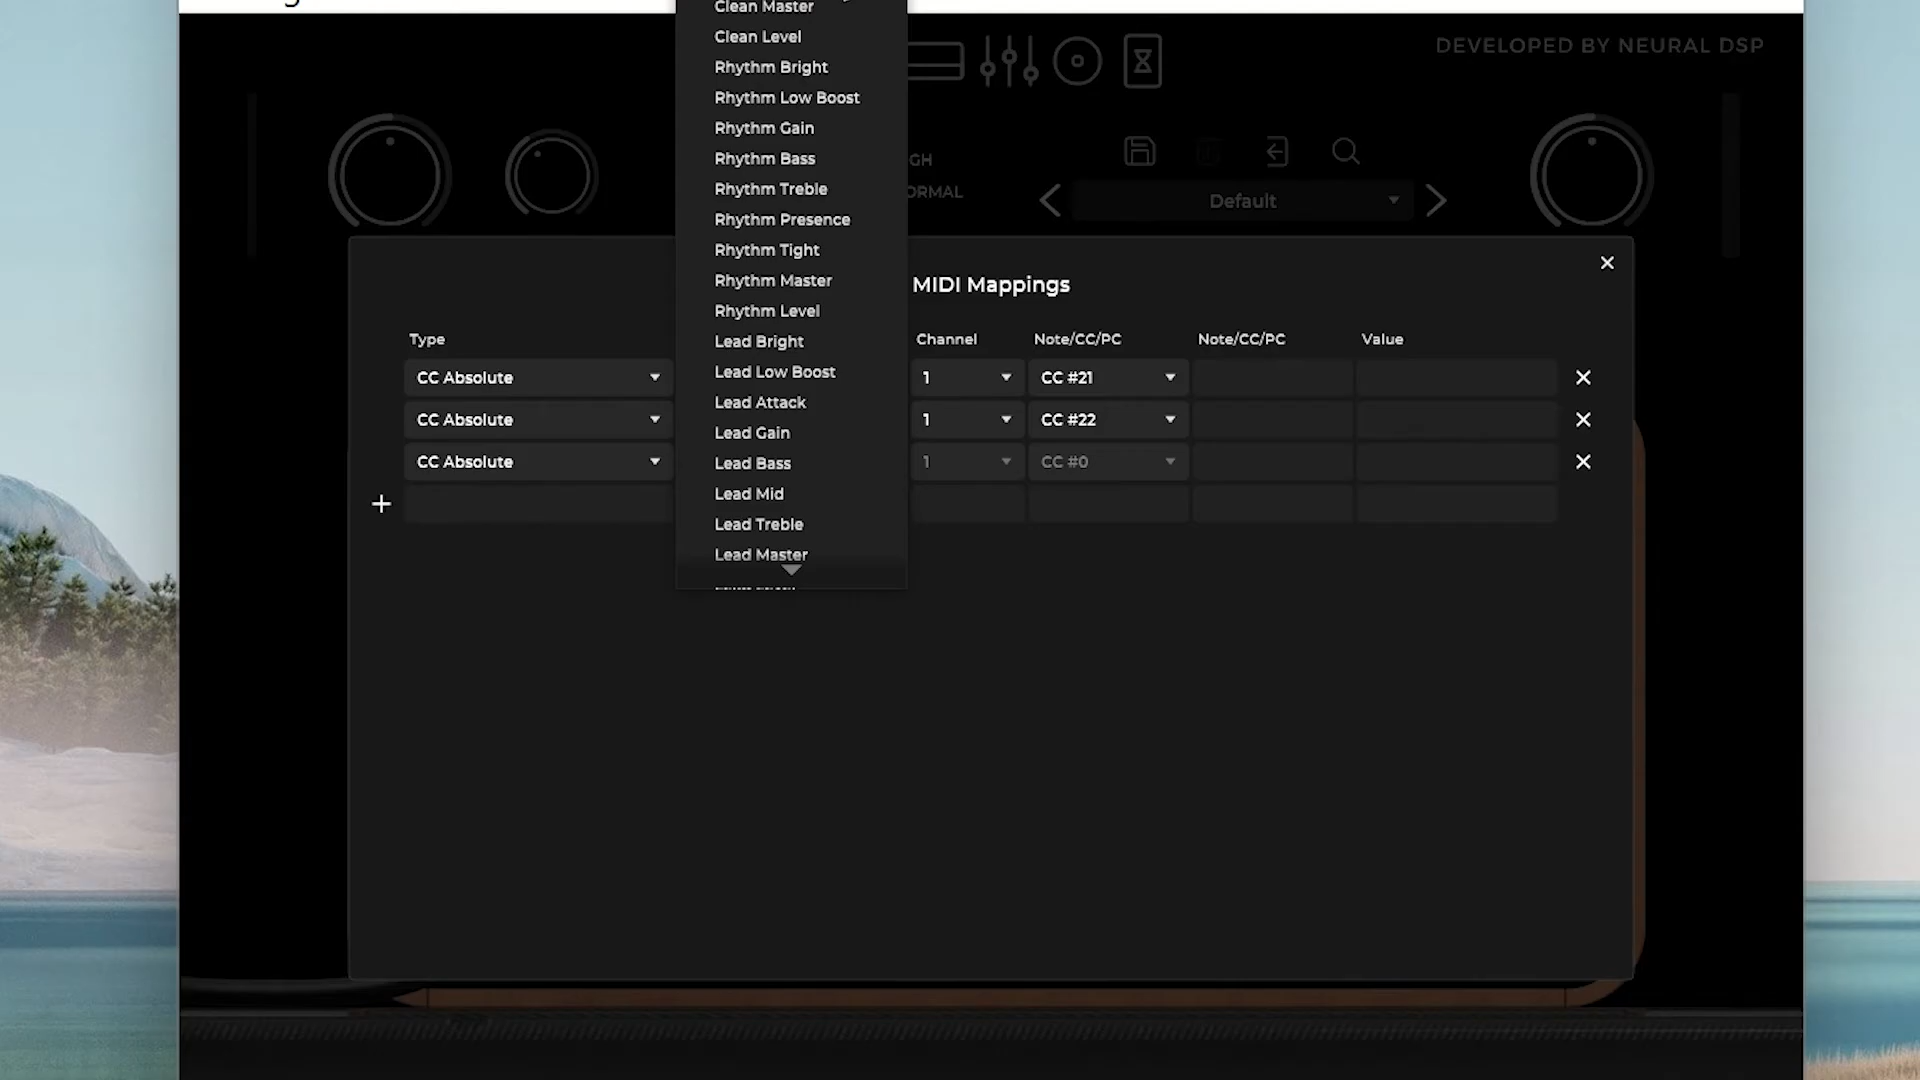 Clean Master
Clean Level
Rhythm Bright
Rhythm Low Boost
Rhythm Gain
Rhythm Bass
Rhythm Treble
Rhythm Presence
Rhythm Tight
Rhythm Master
Rhythm Level
Lead Bright
Lead Low Boost
Lead Attack
Lead Gain
Lead Bass
Lead Mid
Lead Treble
Lead Master
DEVELOPED BY NEURAL DSP
GH
ORMAL
Default
MIDI Mappings
Type Channel Note/CC/PC Note/CC/PC Value
CC Absolute 1 CC #21
CC Absolute 1 CC #22
CC Absolute 1 CC #0